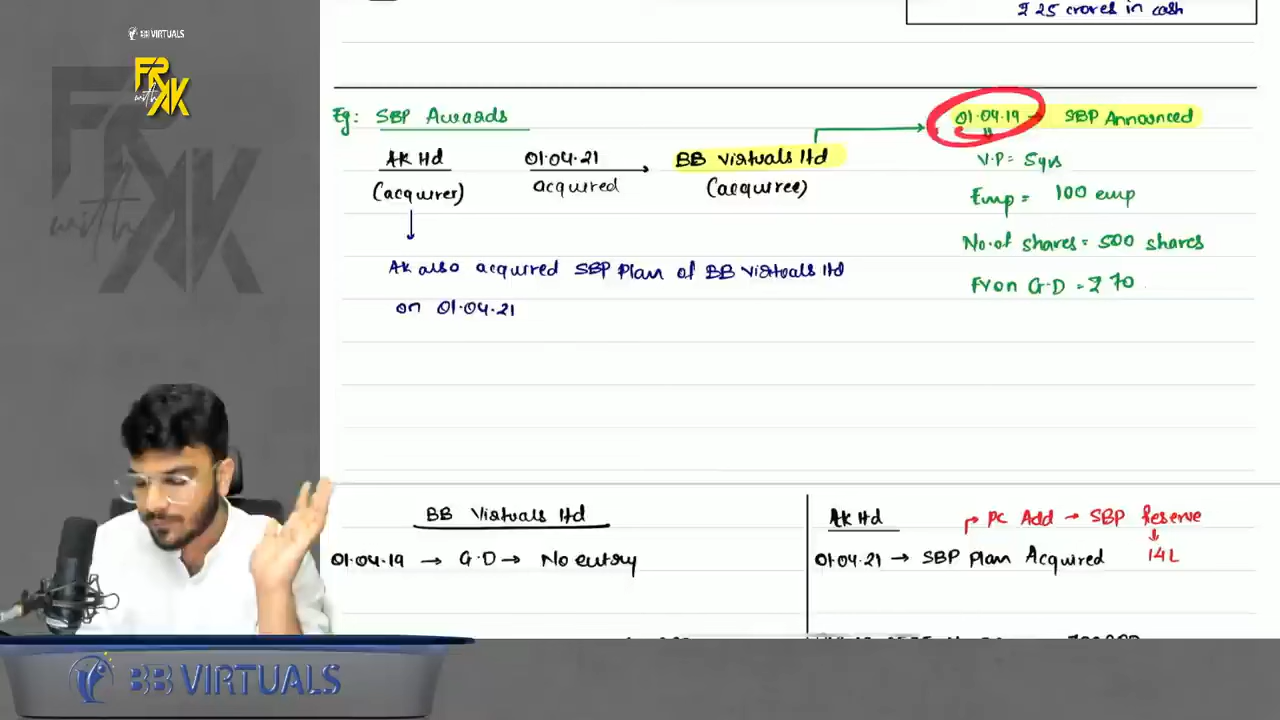 BB VIRTUALS
FR
with
AK
₹ 25 crores in cash
Eg: SBP Awards
01.04.19 → SBP Announced
AK ltd 01.04.21 BB Virtuals ltd
(acquirer) acquired (acquiree)
V.P = 5yrs
Emp = 100 emp
No. of shares = 500 shares
FV on G.D = ₹ 70
AK also acquired SBP Plan of BB Virtuals ltd
on 01.04.21
BB Virtuals ltd
01.04.19 → G.D → No entry
AK ltd
PC Add → SBP Reserve
14L
01.04.21 → SBP Plan Acquired
BB VIRTUALS